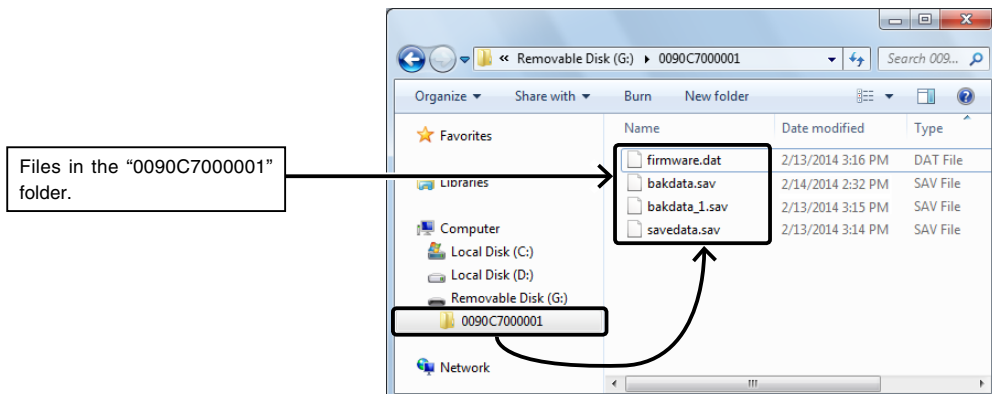 « Removable Disk (G:) 0090C7000001 Search 009...
Organize Share with Burn New folder
Favorites
Libraries
Computer
Local Disk (C:)
Local Disk (D:)
Removable Disk (G:)
0090C7000001
Network
Name Date modified Type
firmware.dat 2/13/2014 3:16 PM DAT File
bakdata.sav 2/14/2014 2:32 PM SAV File
bakdata_1.sav 2/13/2014 3:15 PM SAV File
savedata.sav 2/13/2014 3:14 PM SAV File
Files in the “0090C7000001”
folder.